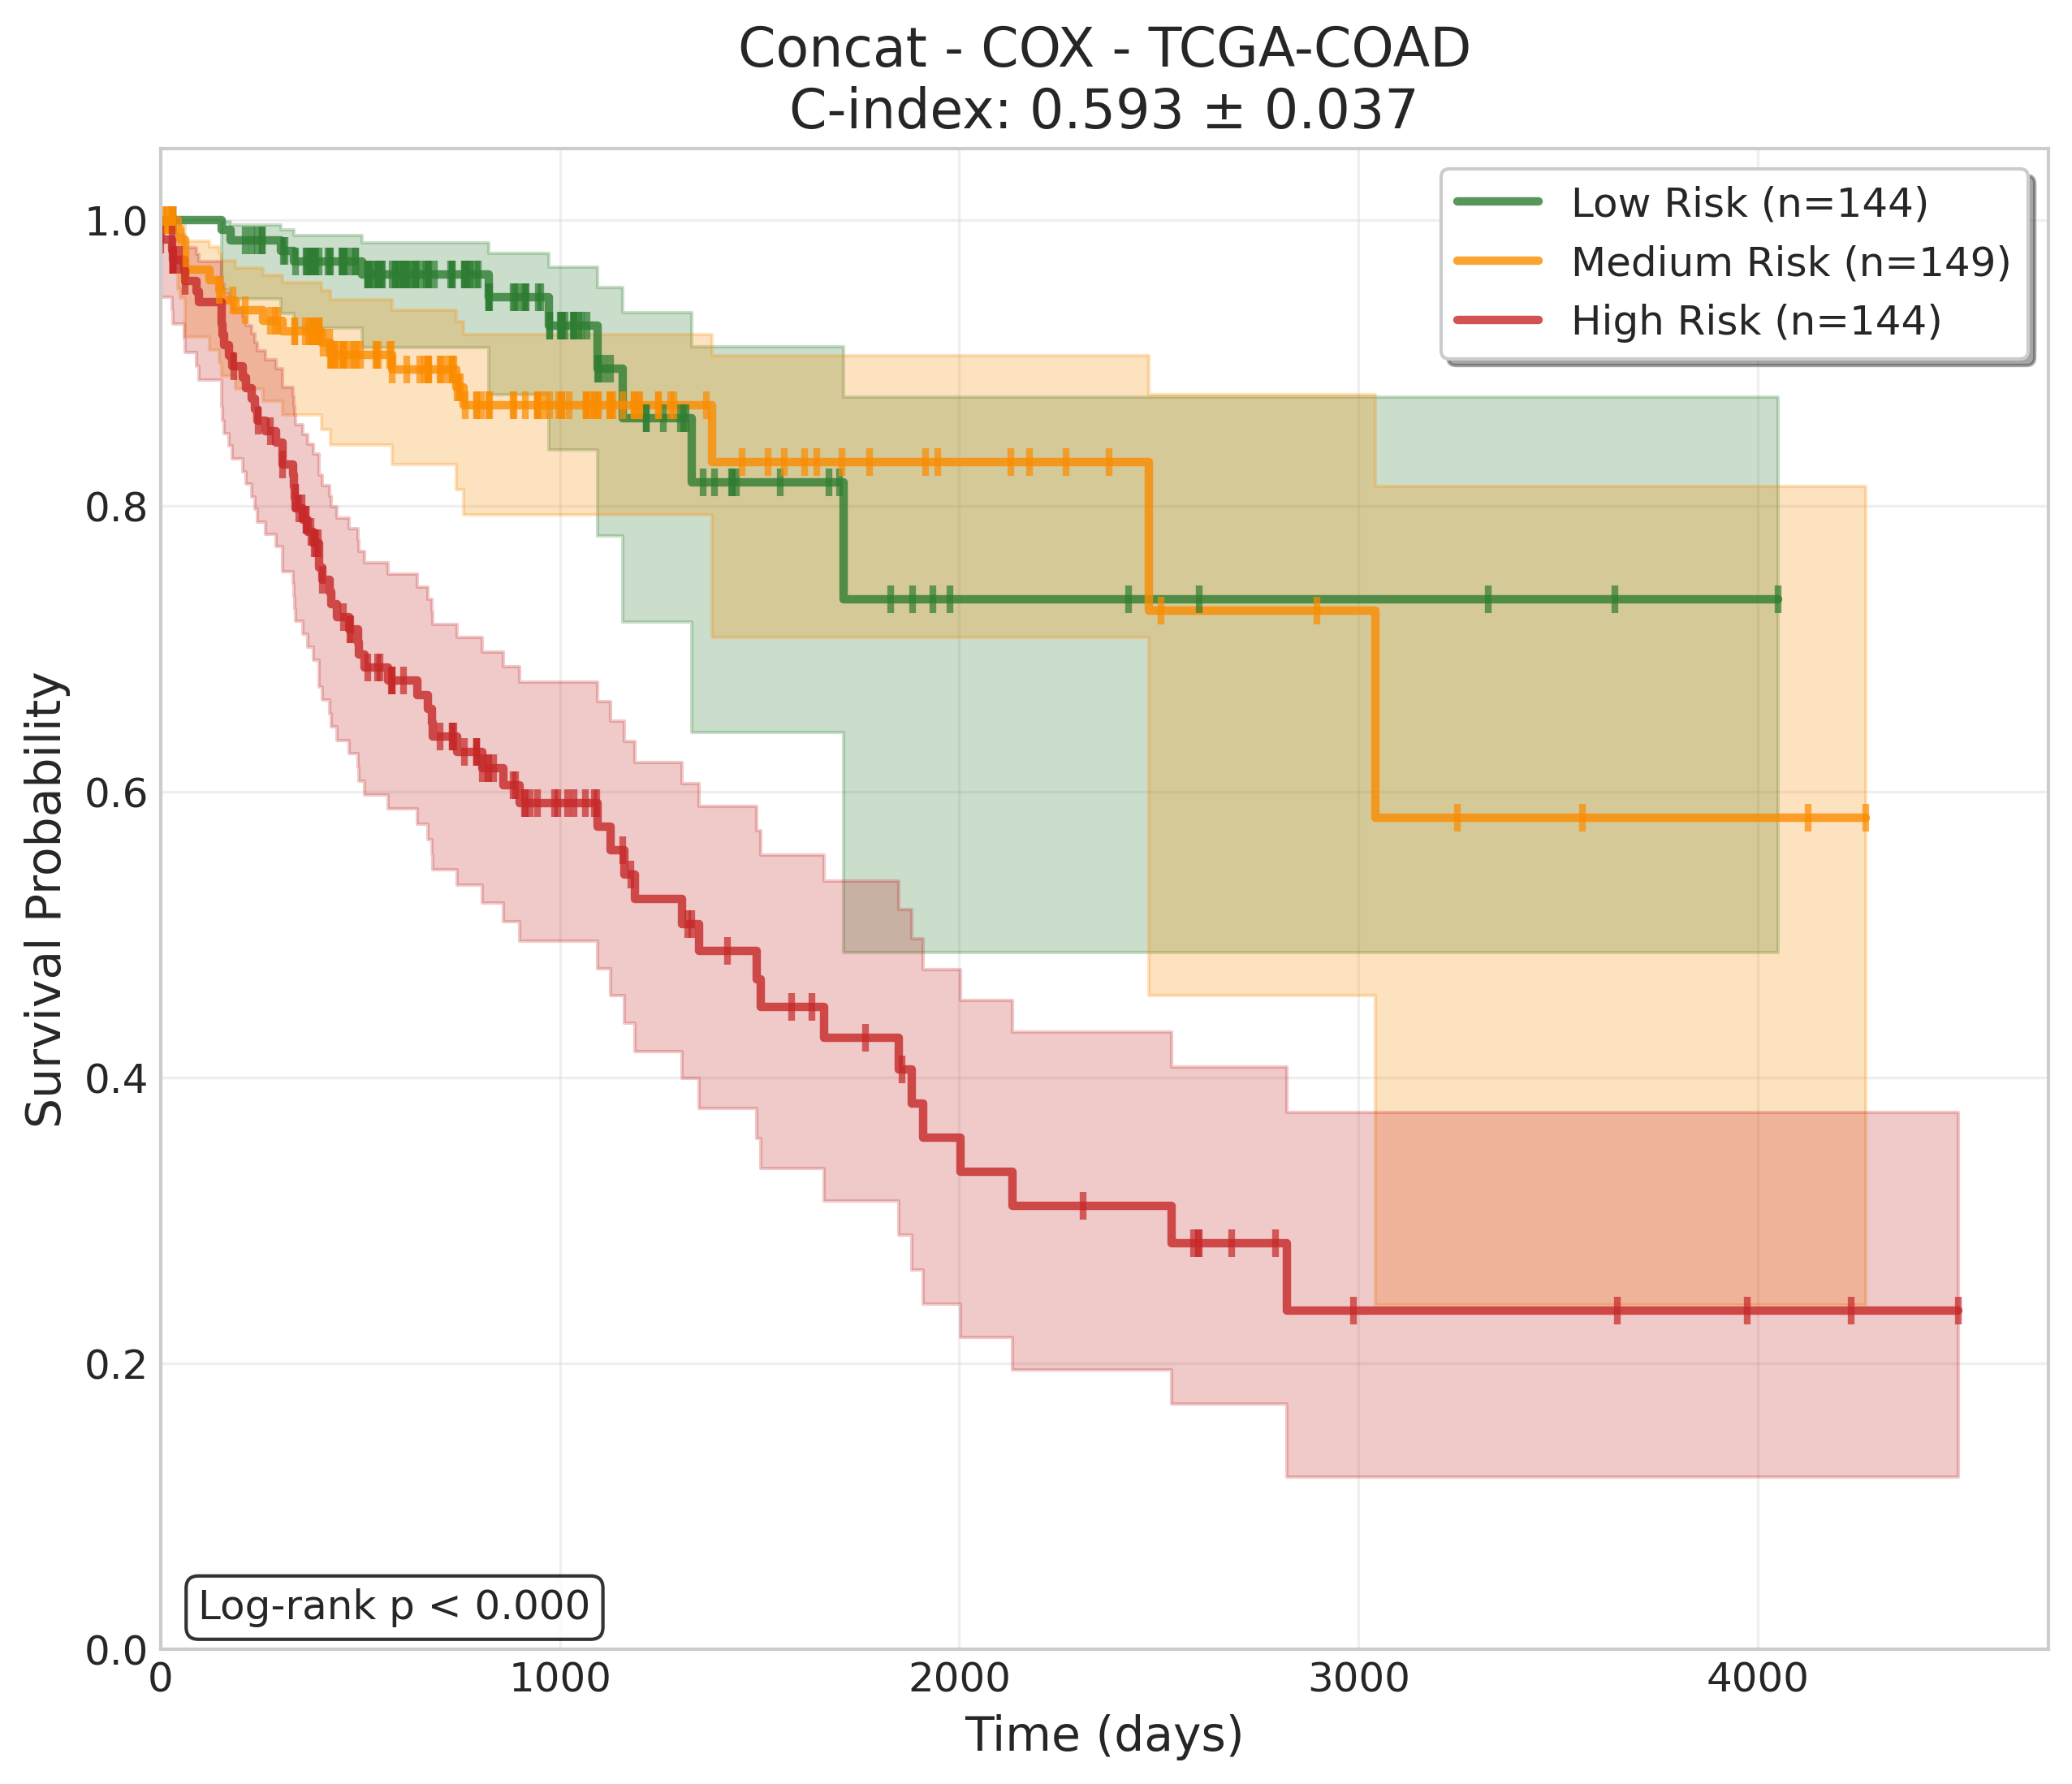 Concat - COX - TCGA-COAD
C-index: 0.593 ± 0.037
Low Risk (n=144)
Medium Risk (n=149)
High Risk (n=144)
Survival Probability
1.0
0.8
0.6
0.4
0.2
0.0
Log-rank p < 0.000
0 1000 2000 3000 4000
Time (days)